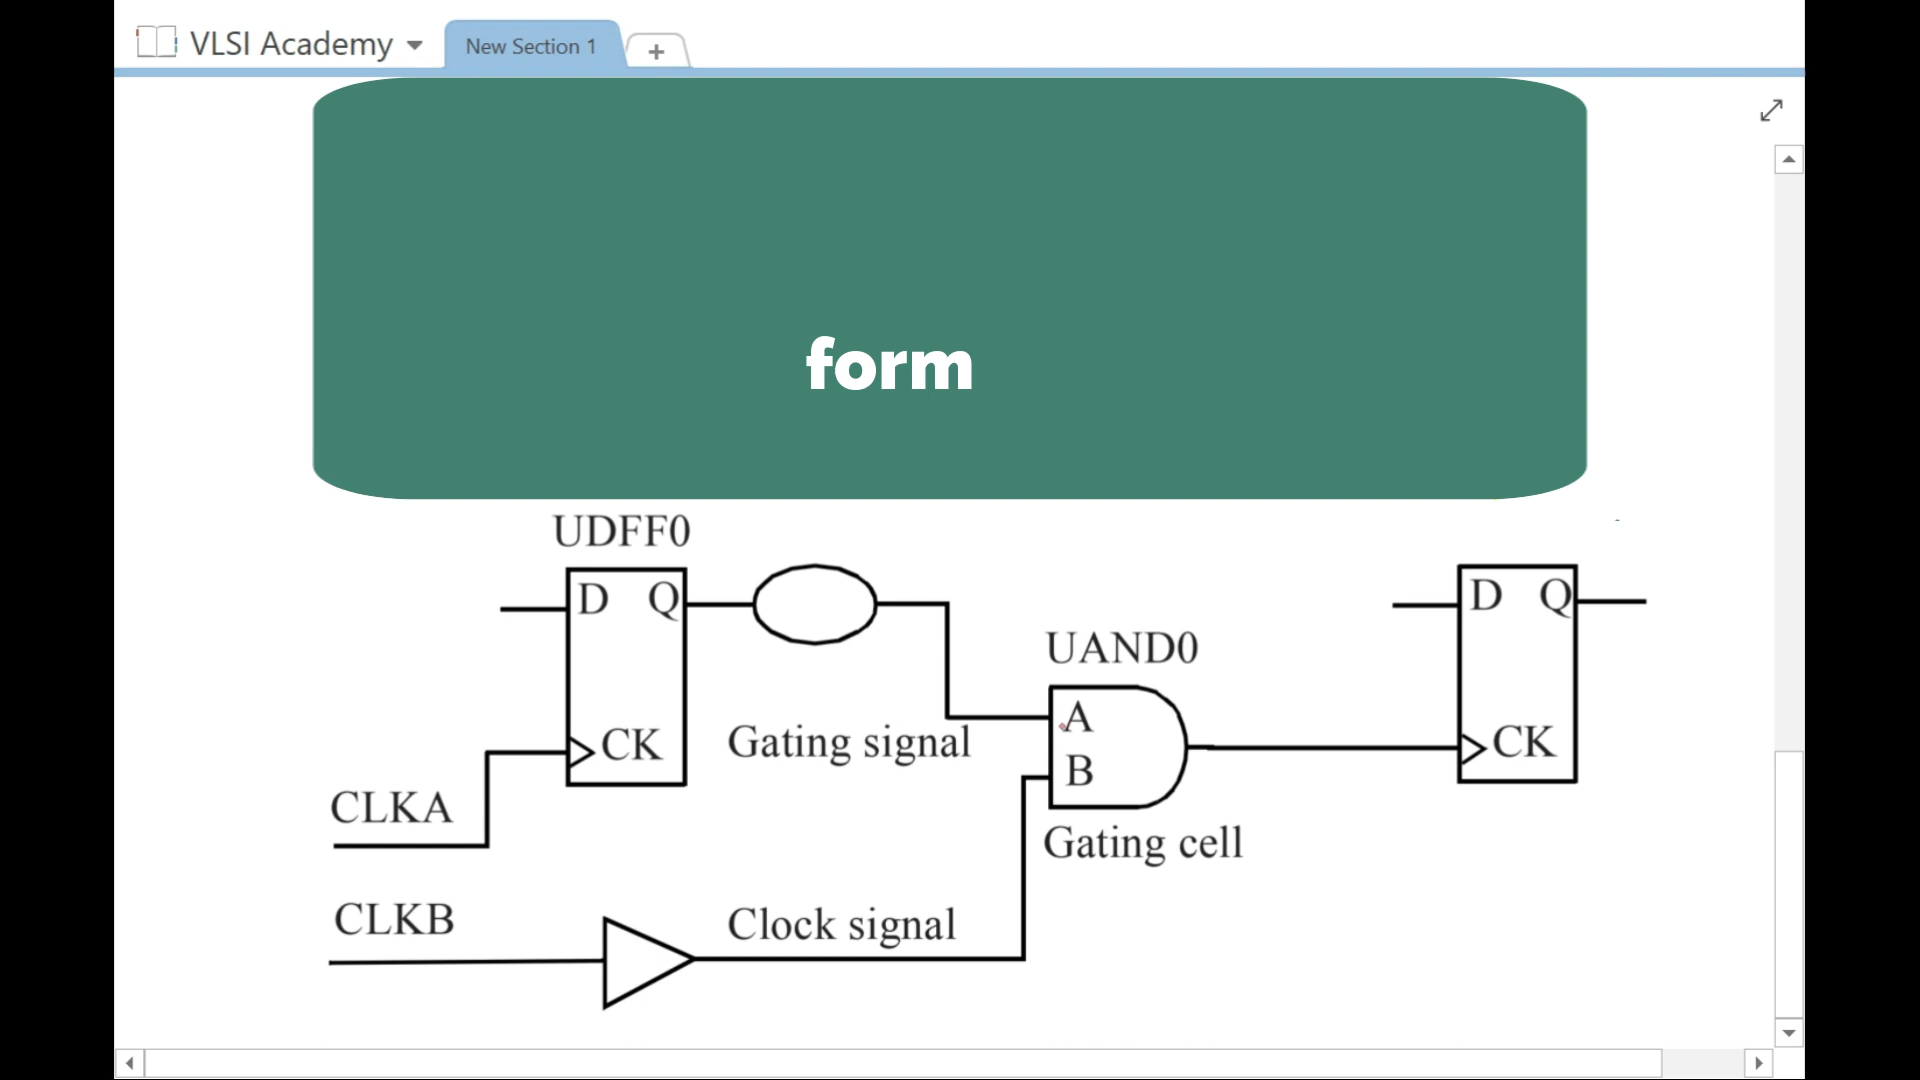 VLSI Academy
New Section 1
+
form
UDFF0
D Q
CK
CLKA
Gating signal
UAND0
A
B
Gating cell
D Q
CK
CLKB
Clock signal